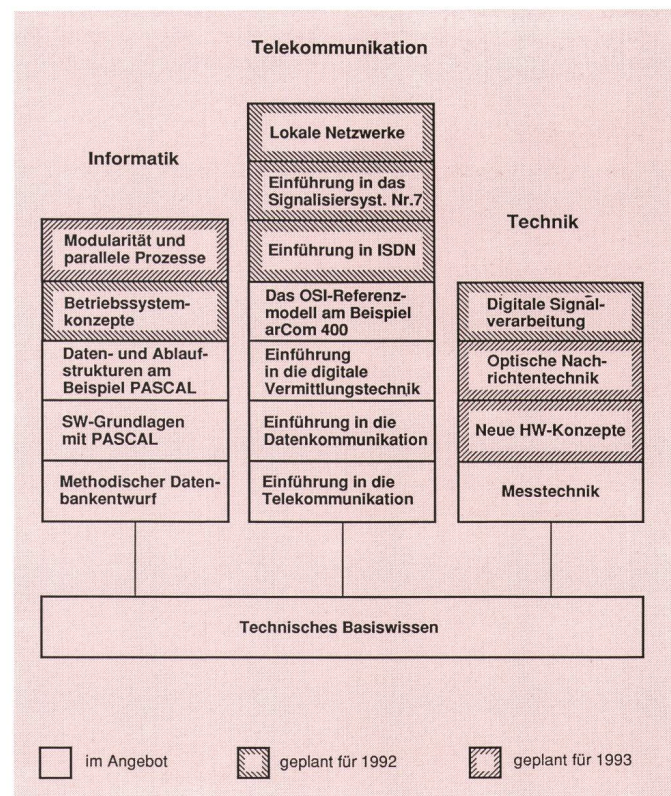 Telekommunikation
Informatik
Modularität und
parallele Prozesse
Betriebssystem-
konzepte
Daten- und Ablauf-
strukturen am
Beispiel PASCAL
SW-Grundlagen
mit PASCAL
Methodischer Daten-
bankentwurf
Lokale Netzwerke
Einführung in das
Signalisiersyst. Nr.7
Einführung in ISDN
Das OSI-Referenz-
modell am Beispiel
arCom 400
Einführung
in die digitale
Vermittlungstechnik
Einführung in die
Datenkommunikation
Einführung in die
Telekommunikation
Technik
Digitale Signal-
verarbeitung
Optische Nach-
richtentechnik
Neue HW-Konzepte
Messtechnik
Technisches Basiswissen
im Angebot
geplant für 1992
geplant für 1993